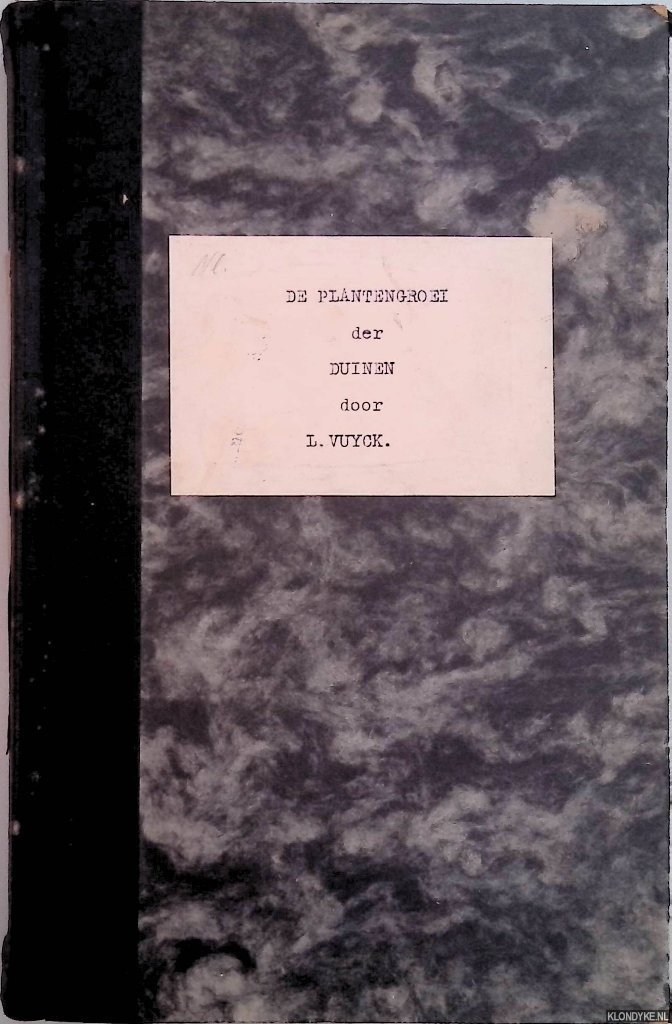 DE PLANTENGROEI
der
DUINEN
door
L. VUYCK.
KLONDYKE.NL